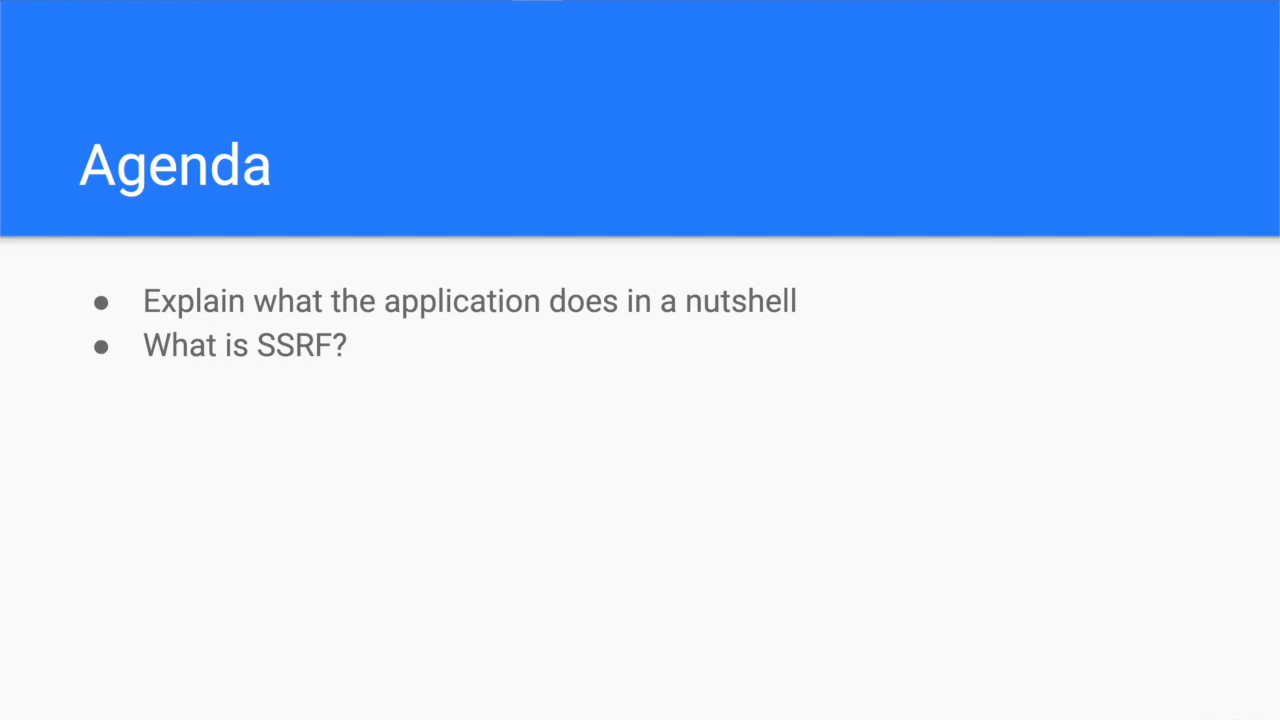 Agenda
● Explain what the application does in a nutshell
● What is SSRF?